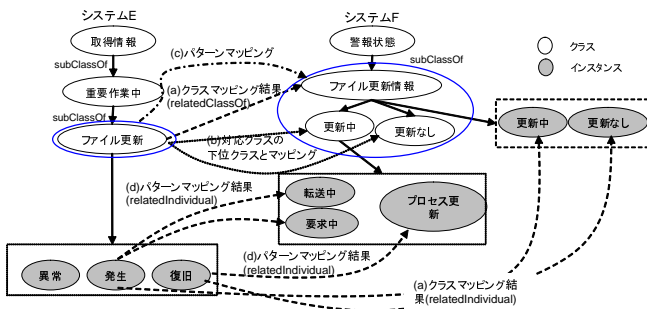 システムE
システムF
取得情報
警報状態
クラス
インスタンス
subClassOf
subClassOf
(c)パターンマッピング
重要作業中
(a)クラスマッピング結果
(relatedClassOf)
ファイル更新情報
subClassOf
ファイル更新
更新中
更新なし
更新中
更新なし
(b)対応クラスの
下位クラスとマッピング
(d)パターンマッピング結果
(relatedIndividual)
転送中
要求中
プロセス更
新
異常
発生
復旧
(d)パターンマッピング結果
(relatedIndividual)
(a)クラスマッピング結
果(relatedIndividual)